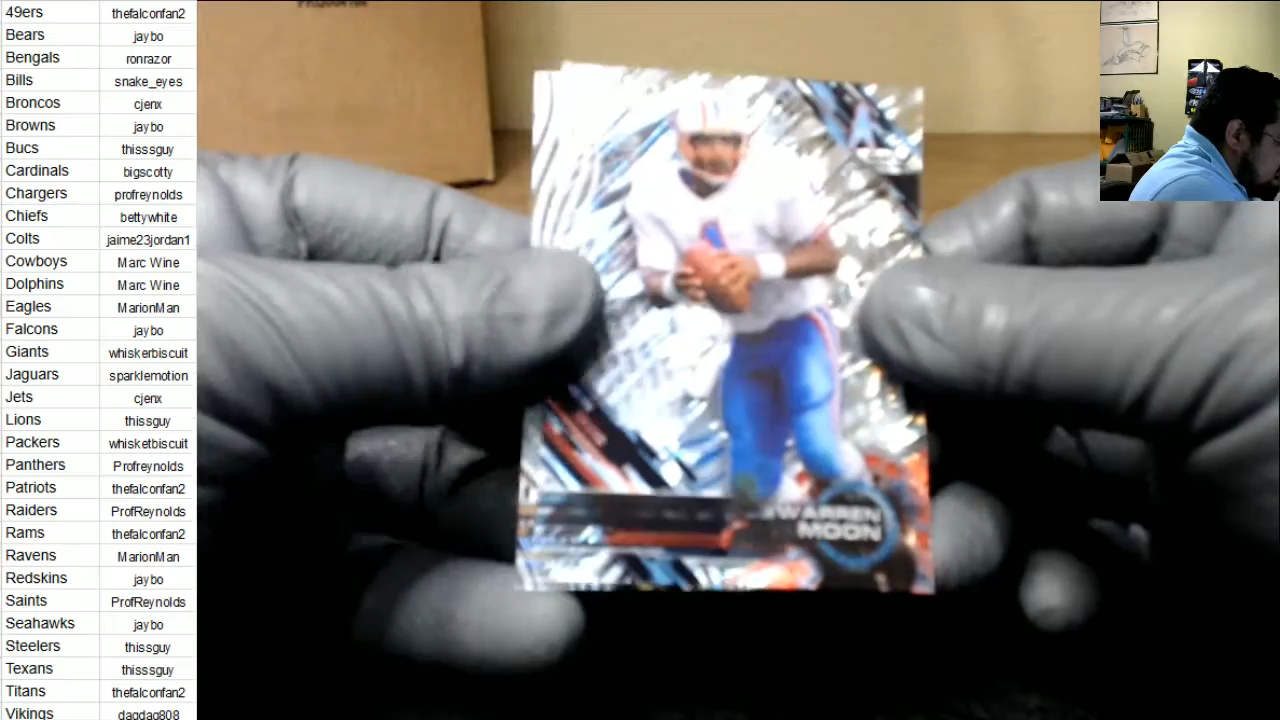 49ers thefalconfan2
Bears jaybo
Bengals ronrazor
Bills snake_eyes
Broncos cjenx
Browns jaybo
Bucs thisssguy
Cardinals bigscotty
Chargers profreynolds
Chiefs bettywhite
Colts jaime23jordan1
Cowboys Marc Wine
Dolphins Marc Wine
Eagles MarionMan
Falcons jaybo
Giants whiskerbiscuit
Jaguars sparklemotion
Jets cjenx
Lions thissguy
Packers whisketbiscuit
Panthers Profreynolds
Patriots thefalconfan2
Raiders ProfReynolds
Rams thefalconfan2
Ravens MarionMan
Redskins jaybo
Saints ProfReynolds
Seahawks jaybo
Steelers thissguy
Texans thisssguy
Titans thefalconfan2
Vikings dagdag808
WARREN
MOON